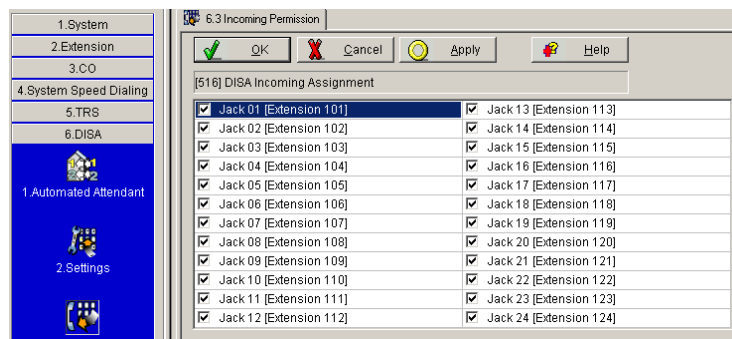 1.System
2.Extension
3.CO
4.System Speed Dialing
5.TRS
6.DISA
1.Automated Attendant
2.Settings
6.3 Incoming Permission
OK
Cancel
Apply
Help
[516] DISA Incoming Assignment
Jack 01 [Extension 101] Jack 13 [Extension 113]
Jack 02 [Extension 102] Jack 14 [Extension 114]
Jack 03 [Extension 103] Jack 15 [Extension 115]
Jack 04 [Extension 104] Jack 16 [Extension 116]
Jack 05 [Extension 105] Jack 17 [Extension 117]
Jack 06 [Extension 106] Jack 18 [Extension 118]
Jack 07 [Extension 107] Jack 19 [Extension 119]
Jack 08 [Extension 108] Jack 20 [Extension 120]
Jack 09 [Extension 109] Jack 21 [Extension 121]
Jack 10 [Extension 110] Jack 22 [Extension 122]
Jack 11 [Extension 111] Jack 23 [Extension 123]
Jack 12 [Extension 112] Jack 24 [Extension 124]